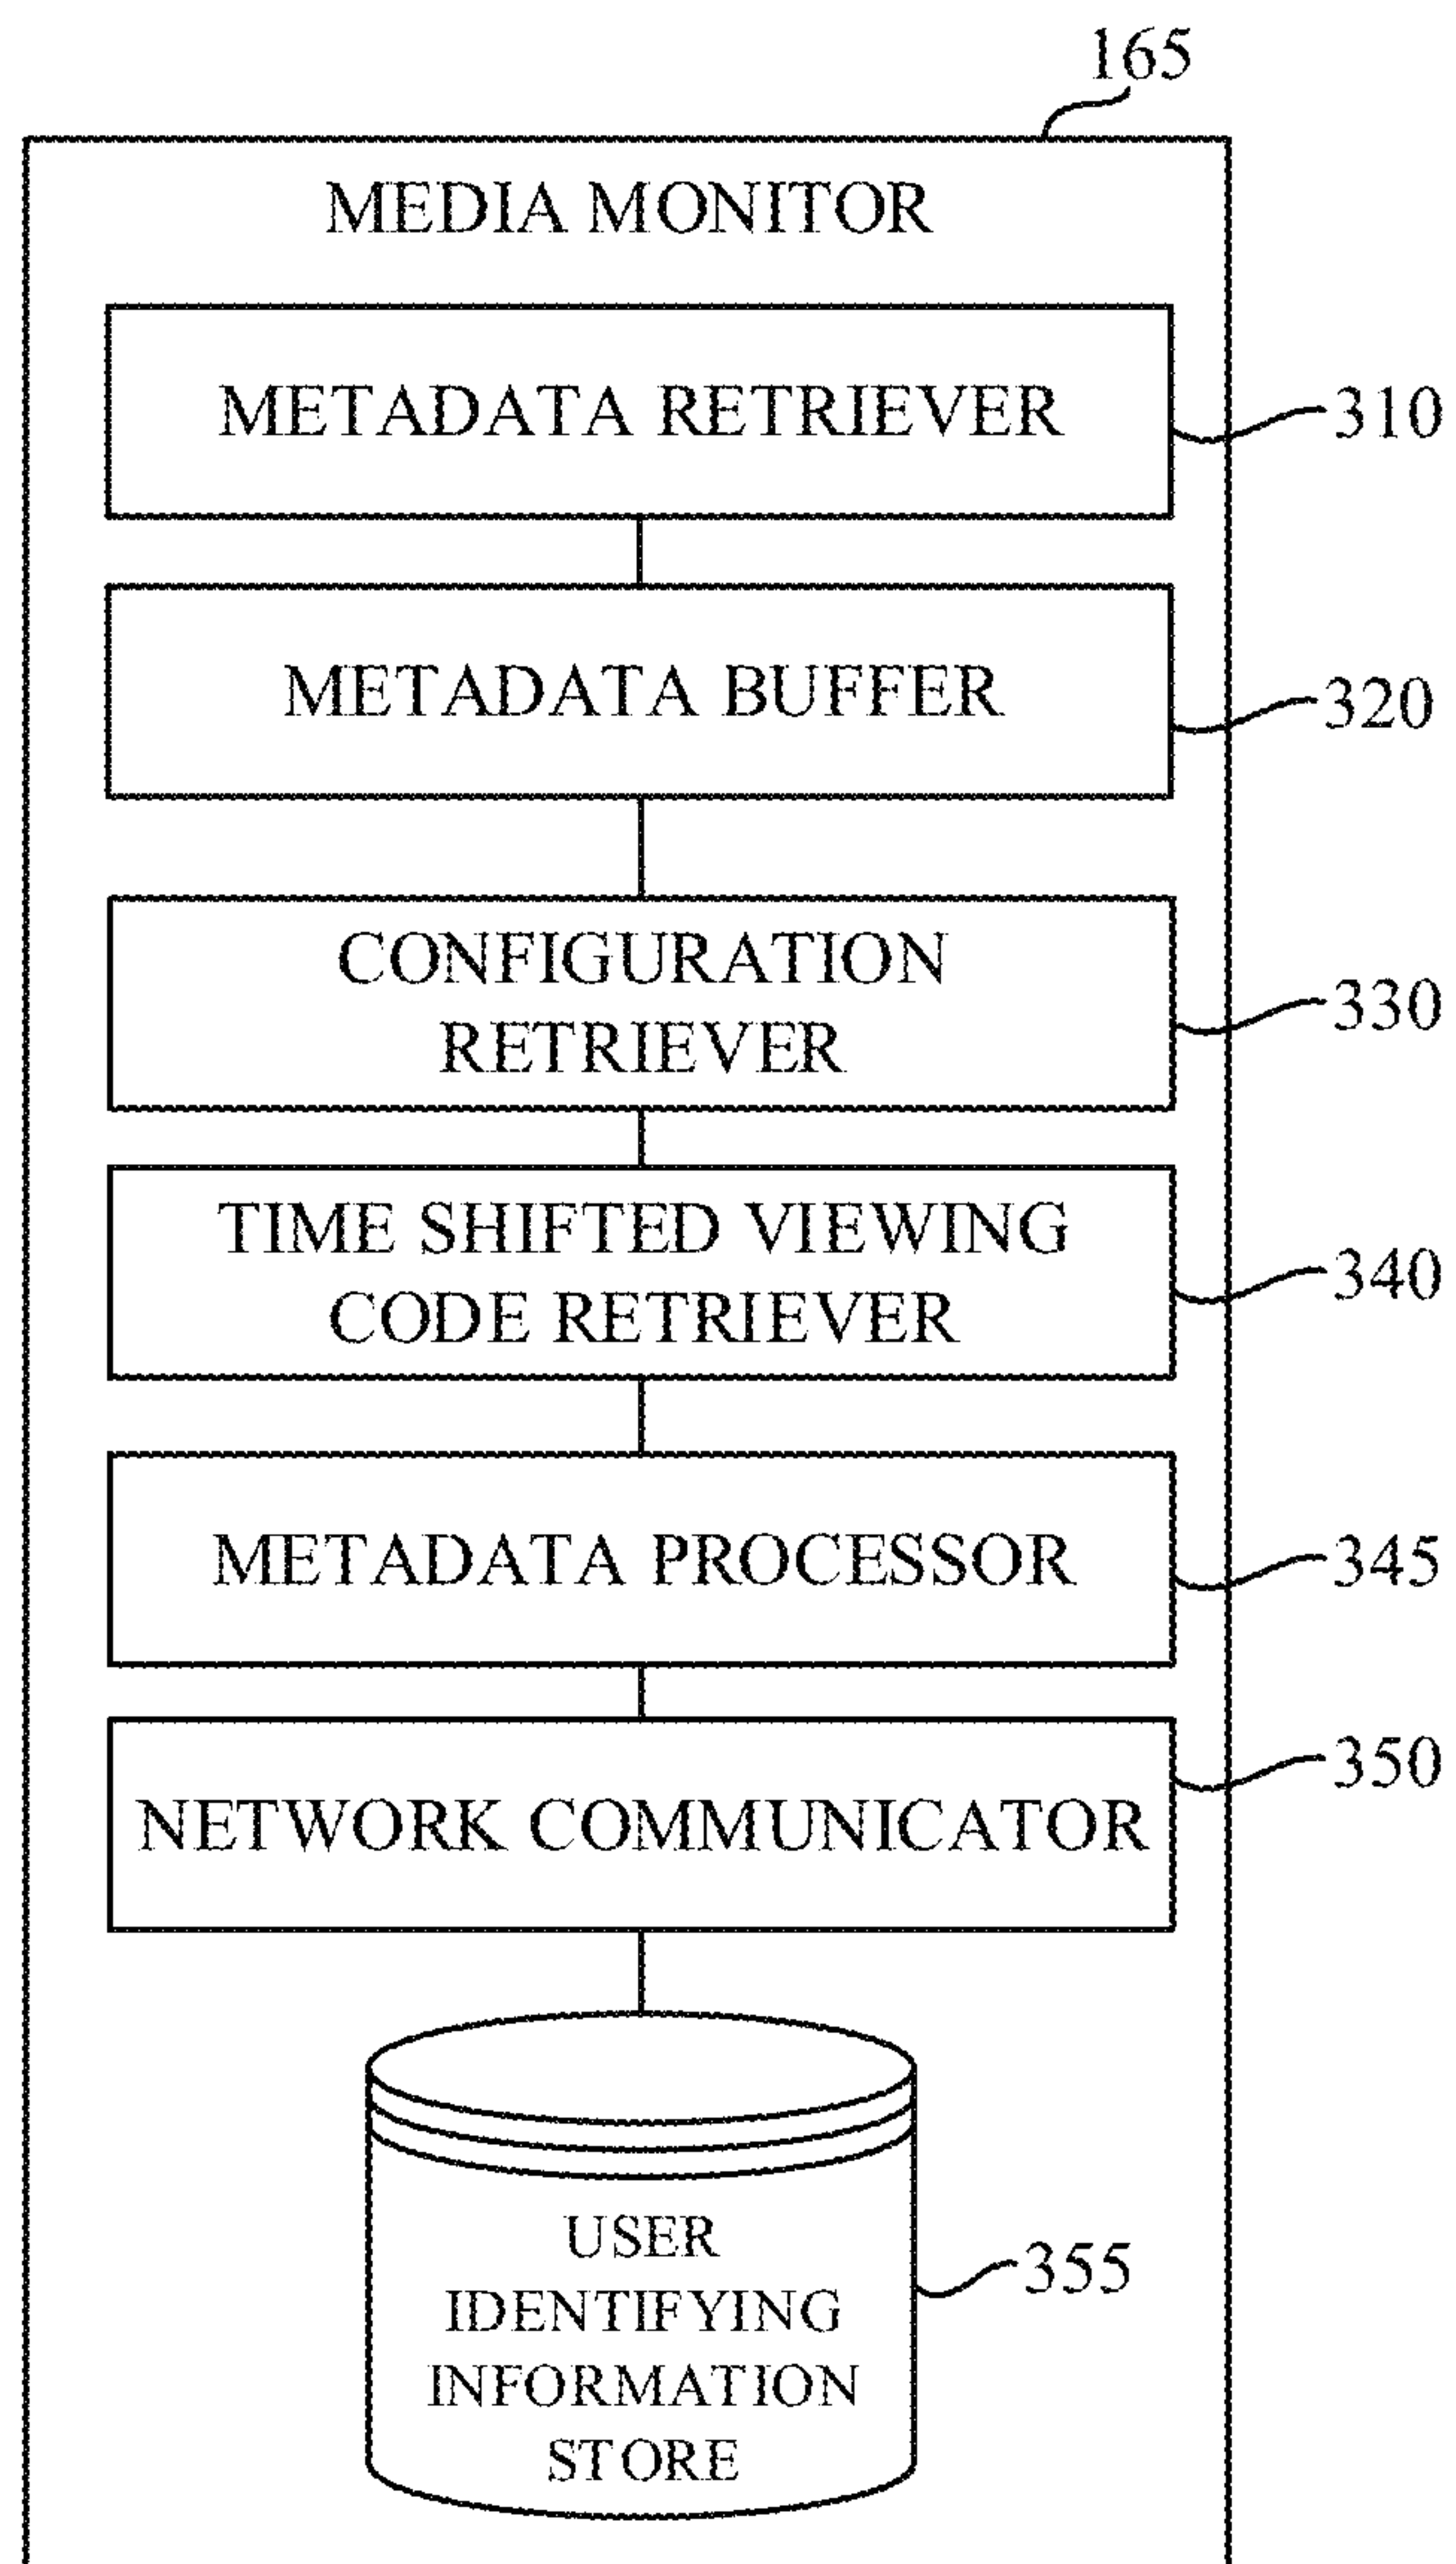 165
MEDIA MONITOR
METADATA RETRIEVER
310
METADATA BUFFER
320
CONFIGURATION
RETRIEVER
330
TIME SHIFTED VIEWING
CODE RETRIEVER
340
METADATA PROCESSOR
345
NETWORK COMMUNICATOR
350
USER
IDENTIFYING
INFORMATION
STORE
355